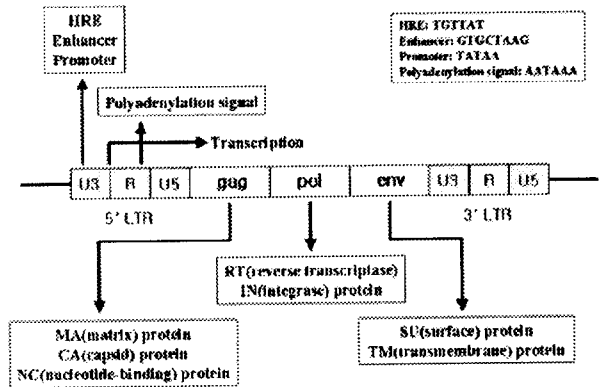 HRE
Enhancer
Promoter
HRE: TGTTAT
Enhancer: GTGCTAAG
Promoter: TATAA
Polyadenylation signal: AATAAA
Polyadenylation signal
Transcription
U3 R U5 gag pol env U3 R U5
5' LTR 3' LTR
RT(reverse transcriptase)
IN(integrase) protein
MA(matrix) protein
CA(capsid) protein
NC(nucleotide-binding) protein
SU(surface) protein
TM(transmembrane) protein